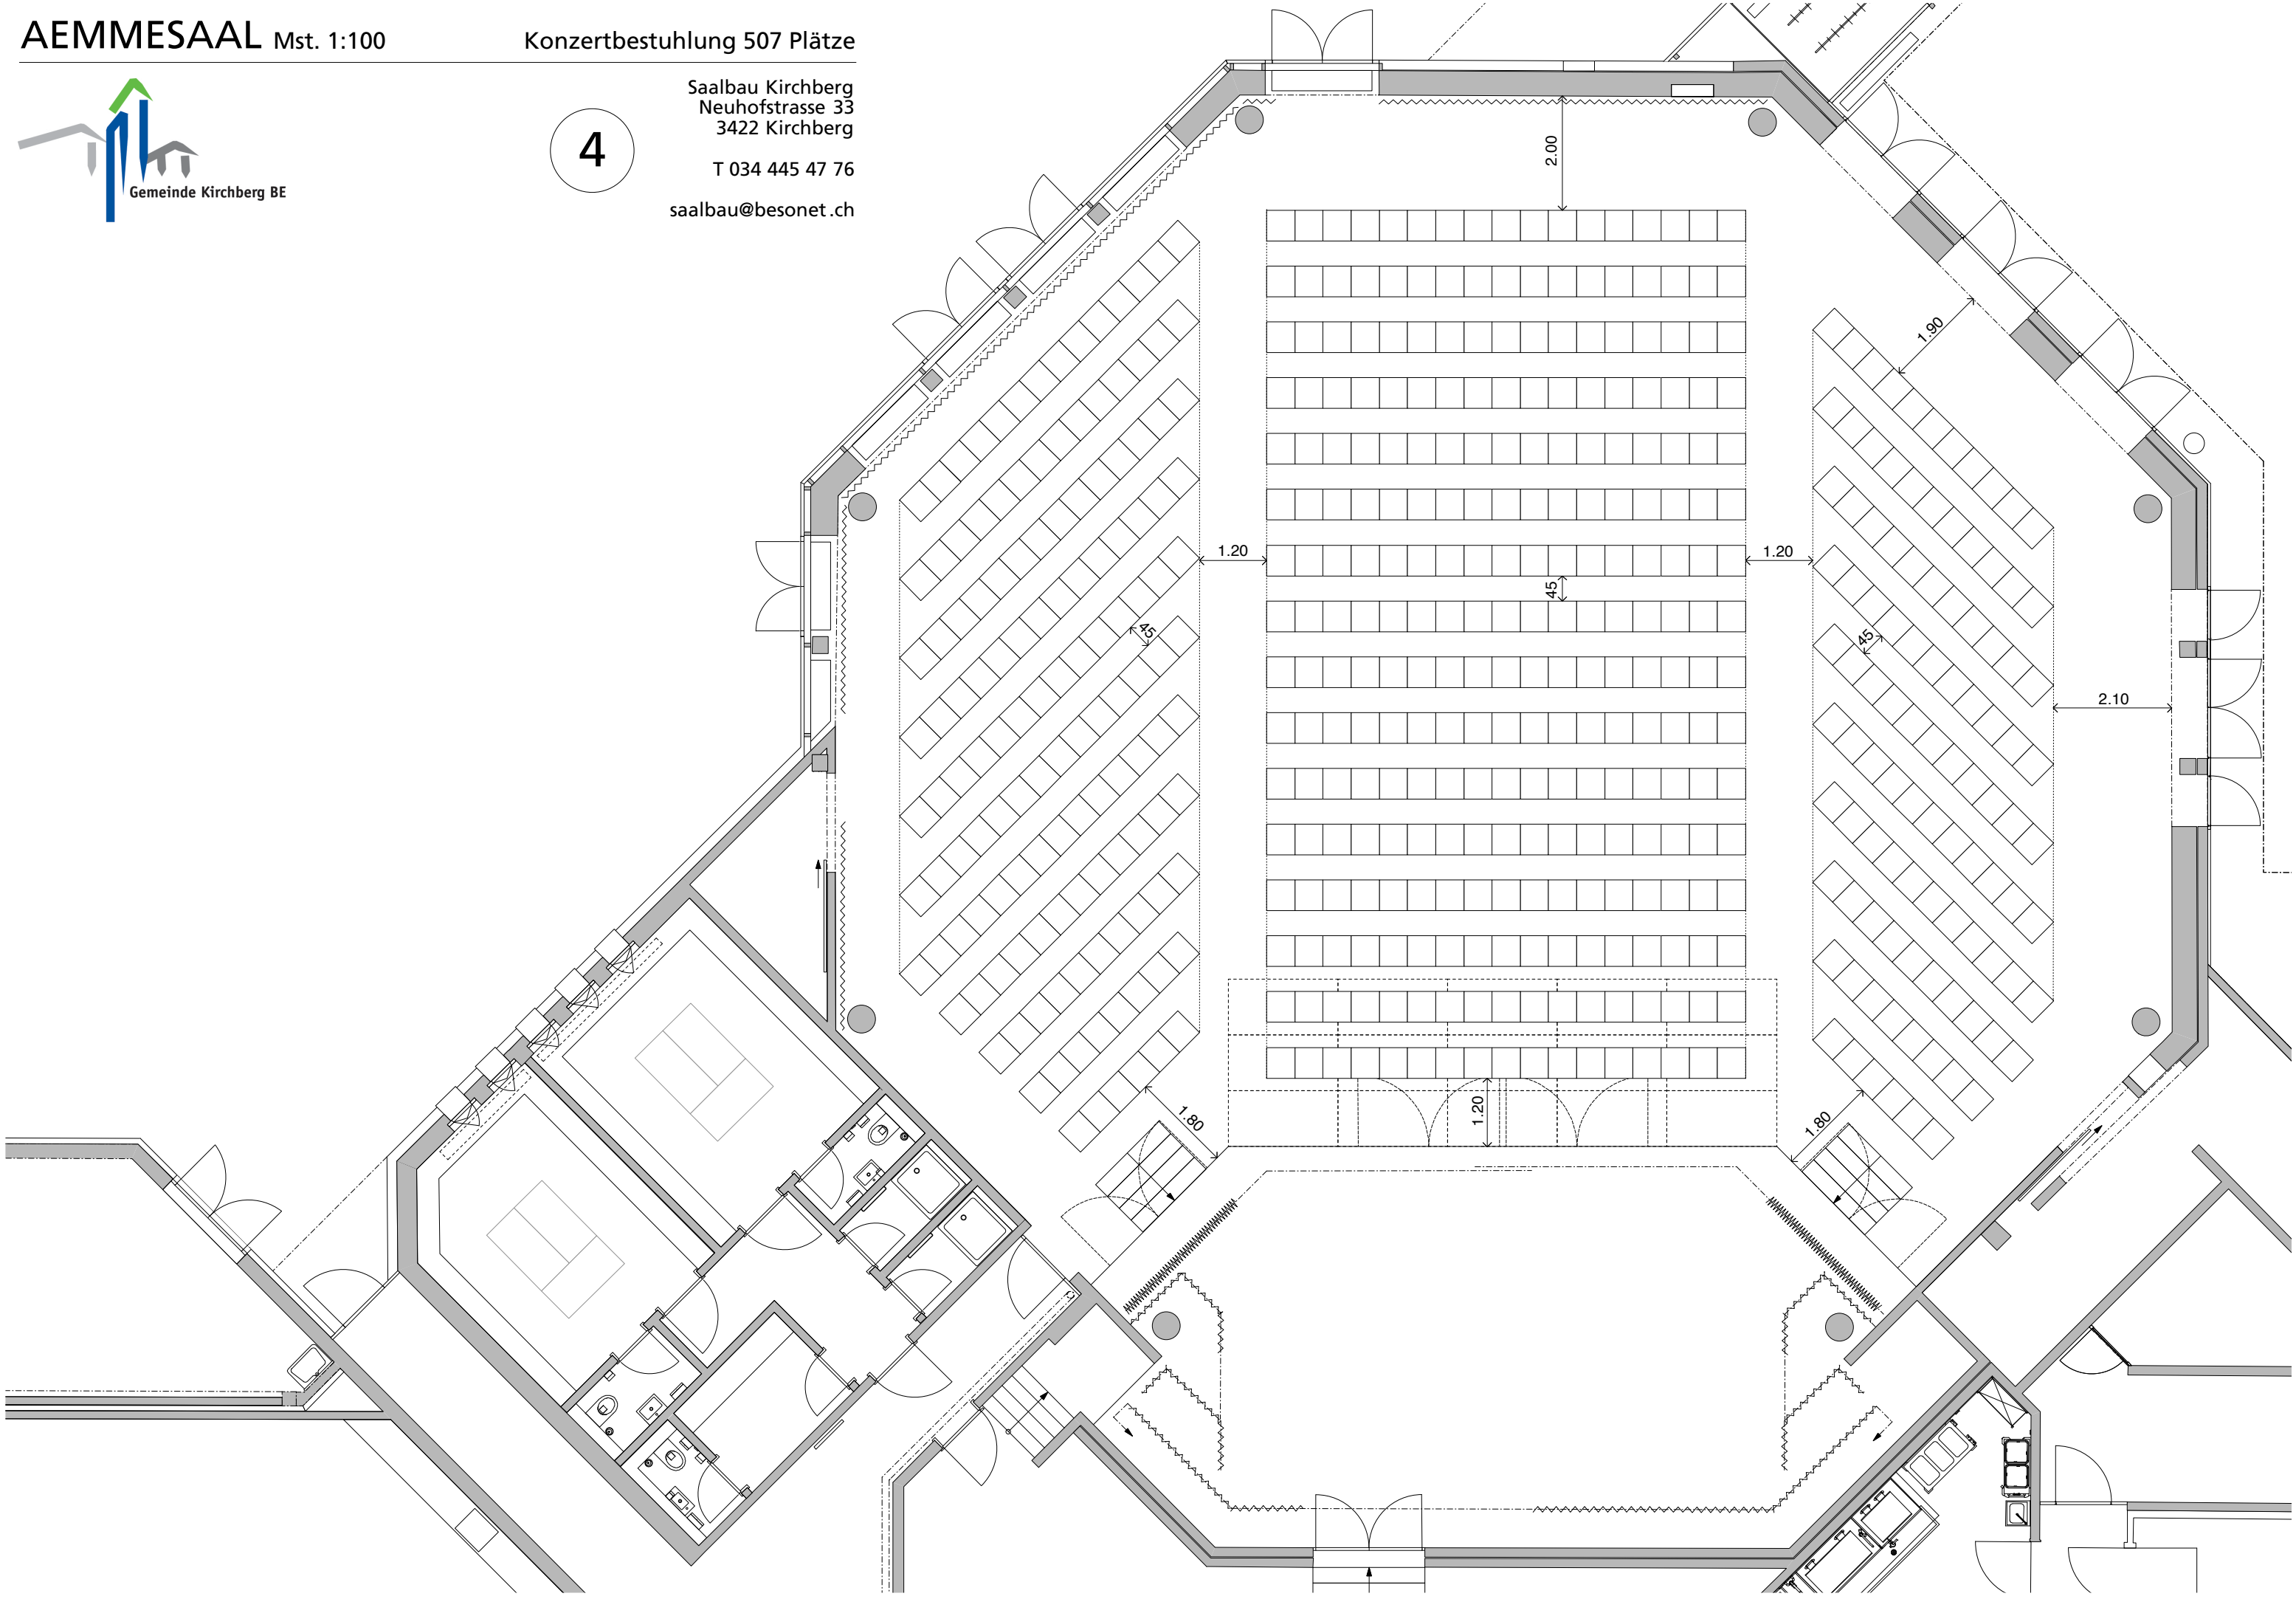 AEMMESAAL Mst. 1:100
Konzertbestuhlung 507 Plätze
Saalbau Kirchberg
Neuhofstrasse 33
3422 Kirchberg
T 034 445 47 76
saalbau@besonet.ch
4
Gemeinde Kirchberg BE
2.00
1.90
1.20
1.20
45
45
45
2.10
1.80
1.20
1.80